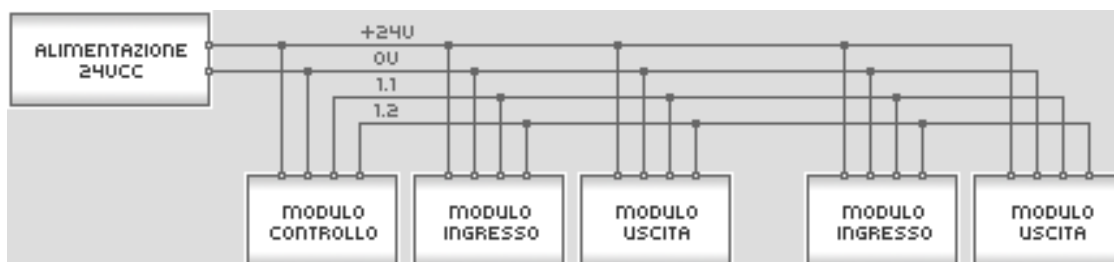 ALIMENTAZIONE
24VCC
+24V
0V
1.1
1.2
MODULO
CONTROLLO
MODULO
INGRESSO
MODULO
USCITA
MODULO
INGRESSO
MODULO
USCITA